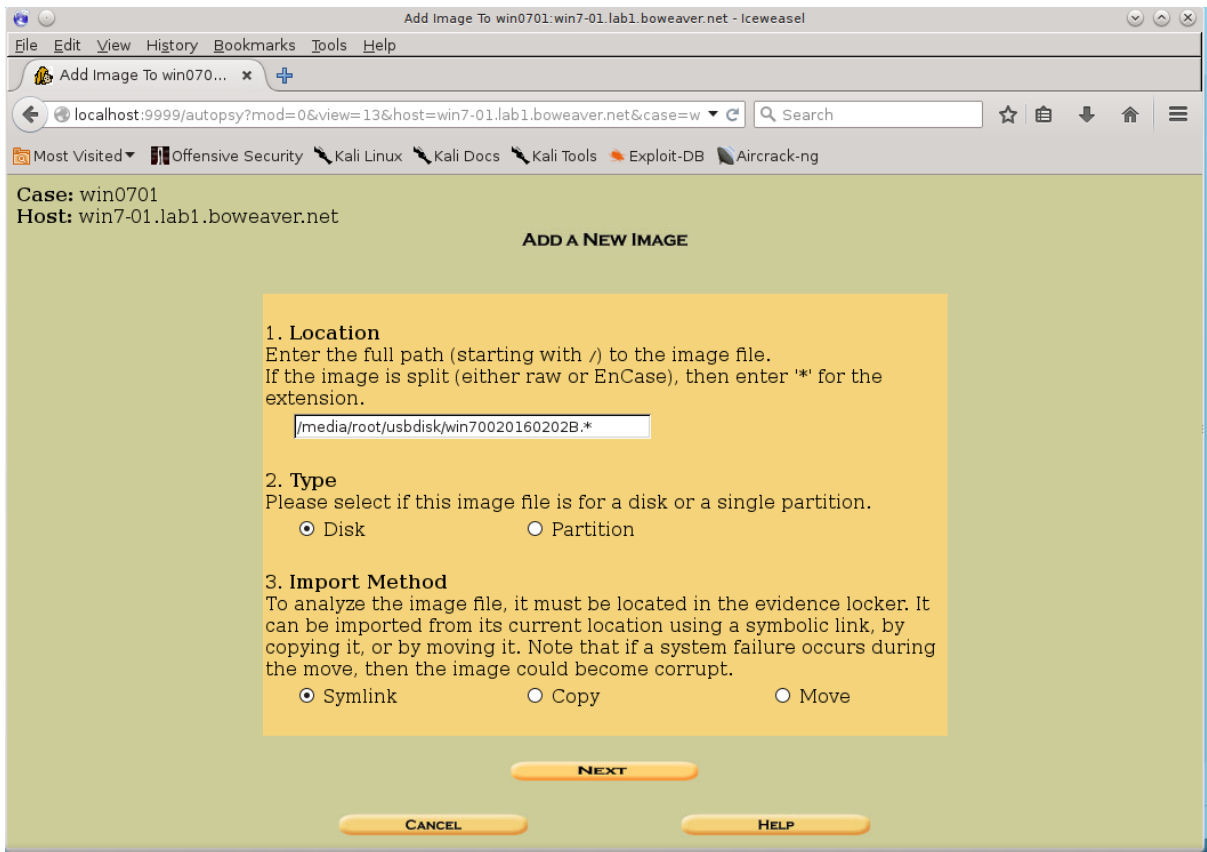 Add Image To win0701:win7-01.lab1.boweaver.net - Iceweasel
File Edit View History Bookmarks Tools Help
Add Image To win070... ×
localhost:9999/autopsy?mod=0&view=13&host=win7-01.lab1.boweaver.net&case=w
Search
Most Visited Offensive Security Kali Linux Kali Docs Kali Tools Exploit-DB Aircrack-ng
Case: win0701
Host: win7-01.lab1.boweaver.net
ADD A NEW IMAGE
1. Location
Enter the full path (starting with /) to the image file.
If the image is split (either raw or EnCase), then enter '*' for the
extension.
/media/root/usbdisk/win70020160202B.*
2. Type
Please select if this image file is for a disk or a single partition.
Disk Partition
3. Import Method
To analyze the image file, it must be located in the evidence locker. It
can be imported from its current location using a symbolic link, by
copying it, or by moving it. Note that if a system failure occurs during
the move, then the image could become corrupt.
Symlink Copy Move
NEXT
CANCEL HELP